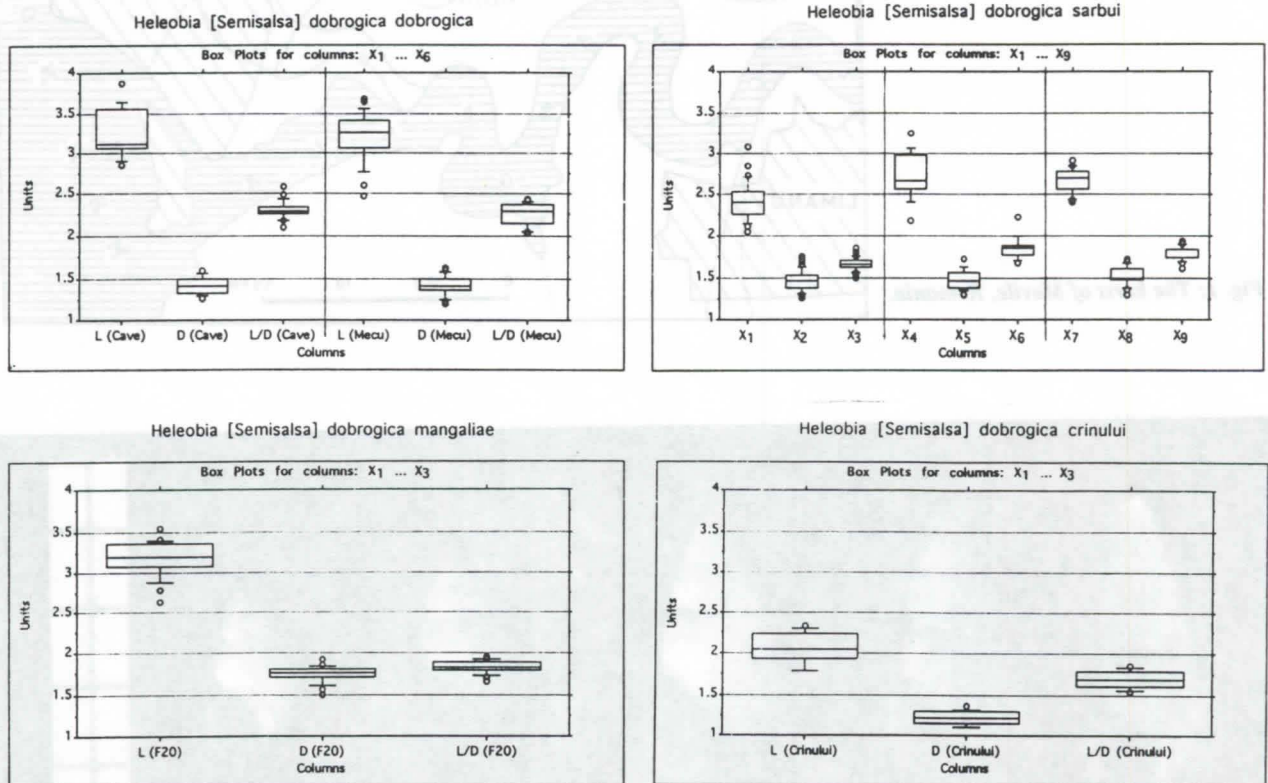 Heleobia [Semisalsa] dobrogica dobrogica
Box Plots for columns: X1 ... X6
4
3.5
3
2.5
2
1.5
1
Units
L (Cave) D (Cave) L/D (Cave) L (Mecu) D (Mecu) L/D (Mecu)
Columns
Heleobia [Semisalsa] dobrogica sarbui
Box Plots for columns: X1 ... X9
4
3.5
3
2.5
2
1.5
1
Units
X1 X2 X3 X4 X5 X6 X7 X8 X9
Columns
LIMANU
Heleobia [Semisalsa] dobrogica mangaliae
Box Plots for columns: X1 ... X3
4
3.5
3
2.5
2
1.5
1
Units
L (F20) D (F20) L/D (F20)
Columns
Heleobia [Semisalsa] dobrogica crinului
Box Plots for columns: X1 ... X3
4
3.5
3
2.5
2
1.5
1
Units
L (Crinului) D (Crinului) L/D (Crinului)
Columns